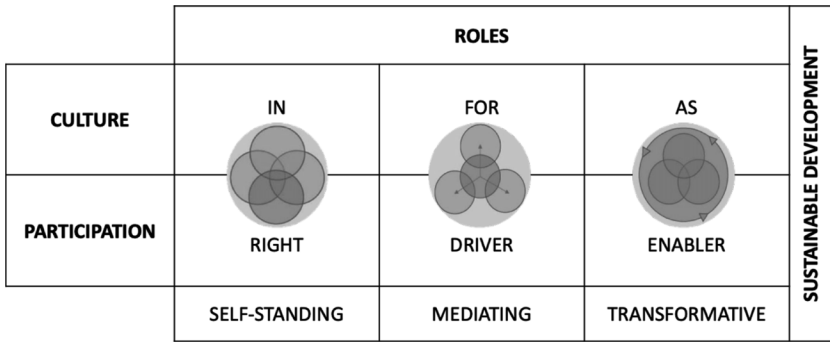 ROLES
CULTURE
IN
FOR
AS
PARTICIPATION
RIGHT
DRIVER
ENABLER
SELF-STANDING
MEDIATING
TRANSFORMATIVE
SUSTAINABLE DEVELOPMENT